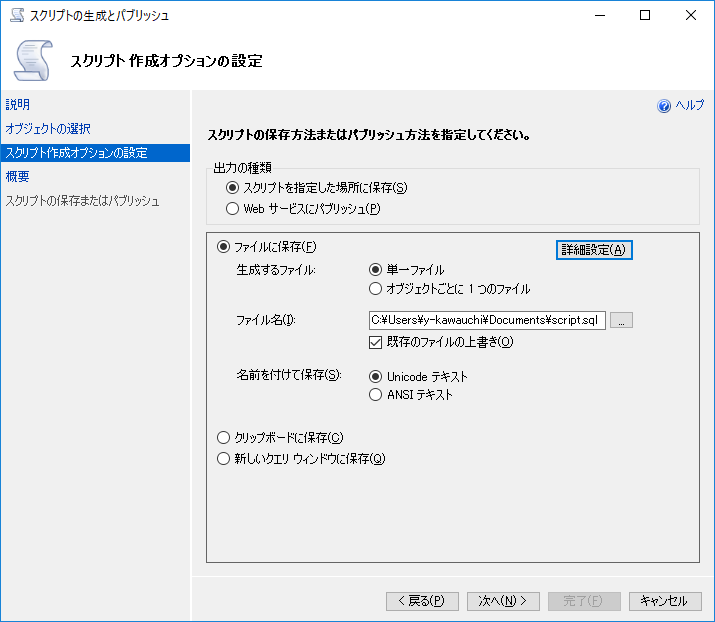 スクリプトの生成とパブリッシュ
スクリプト作成オプションの設定
説明
オブジェクトの選択
スクリプト作成オプションの設定
概要
スクリプトの保存またはパブリッシュ
ヘルプ
スクリプトの保存方法またはパブリッシュ方法を指定してください。
出力の種類
スクリプトを指定した場所に保存(S)
Web サービスにパブリッシュ(P)
ファイルに保存(F)
詳細設定(A)
生成するファイル:
単一ファイル
オブジェクトごとに 1 つのファイル
ファイル名(I):
C:¥Users¥y-kawauchi¥Documents¥script.sql
...
既存のファイルの上書き(O)
名前を付けて保存(S):
Unicode テキスト
ANSI テキスト
クリップボードに保存(C)
新しいクエリ ウィンドウに保存(Q)
< 戻る(P)
次へ(N) >
完了(F)
キャンセル